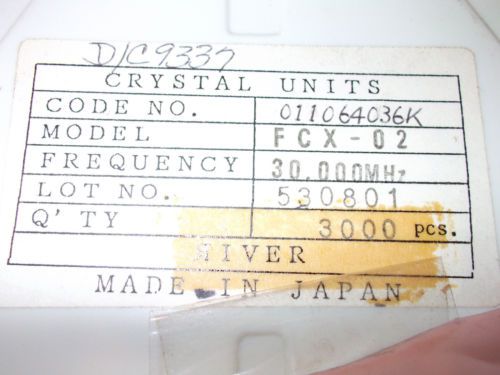 D/C9337
CRYSTAL UNITS
CODE NO. 011064036K
MODEL FCX-02
FREQUENCY 30.000MHz
LOT NO. 530801
Q'TY 3000 pcs.
RIVER
MADE IN JAPAN